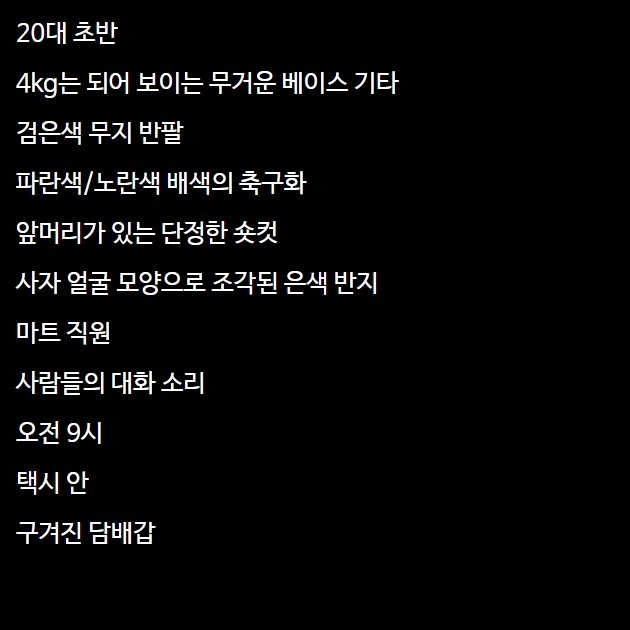 20대 초반
4kg는 되어 보이는 무거운 베이스 기타
검은색 무지 반팔
파란색/노란색 배색의 축구화
앞머리가 있는 단정한 숏컷
사자 얼굴 모양으로 조각된 은색 반지
마트 직원
사람들의 대화 소리
오전 9시
택시 안
구겨진 담배갑